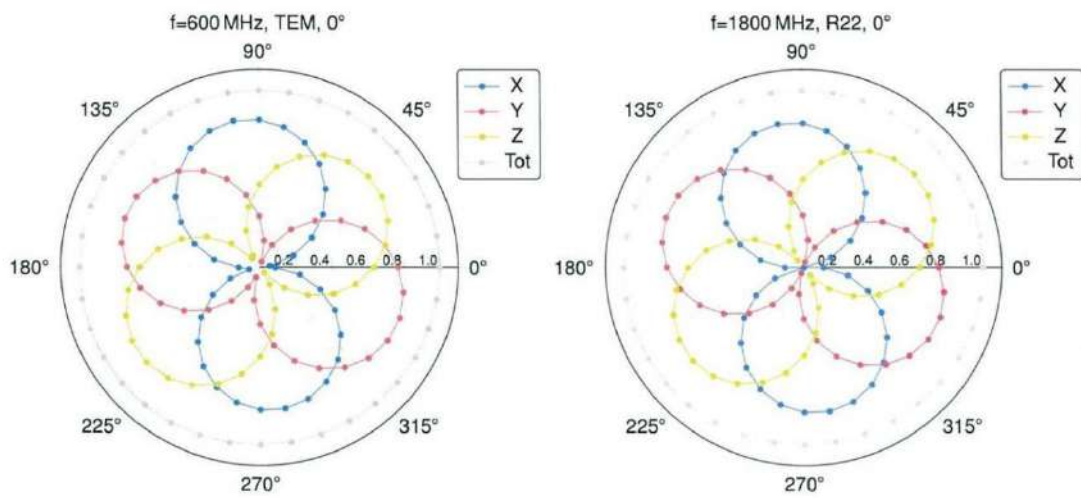 f=600 MHz, TEM, 0°
90°
135°
45°
180°
0.2 0.4 0.6 0.8 1.0
0°
225°
315°
270°
X
Y
Z
Tot
f=1800 MHz, R22, 0°
90°
135°
45°
180°
0.2 0.4 0.6 0.8 1.0
0°
225°
315°
270°
X
Y
Z
Tot